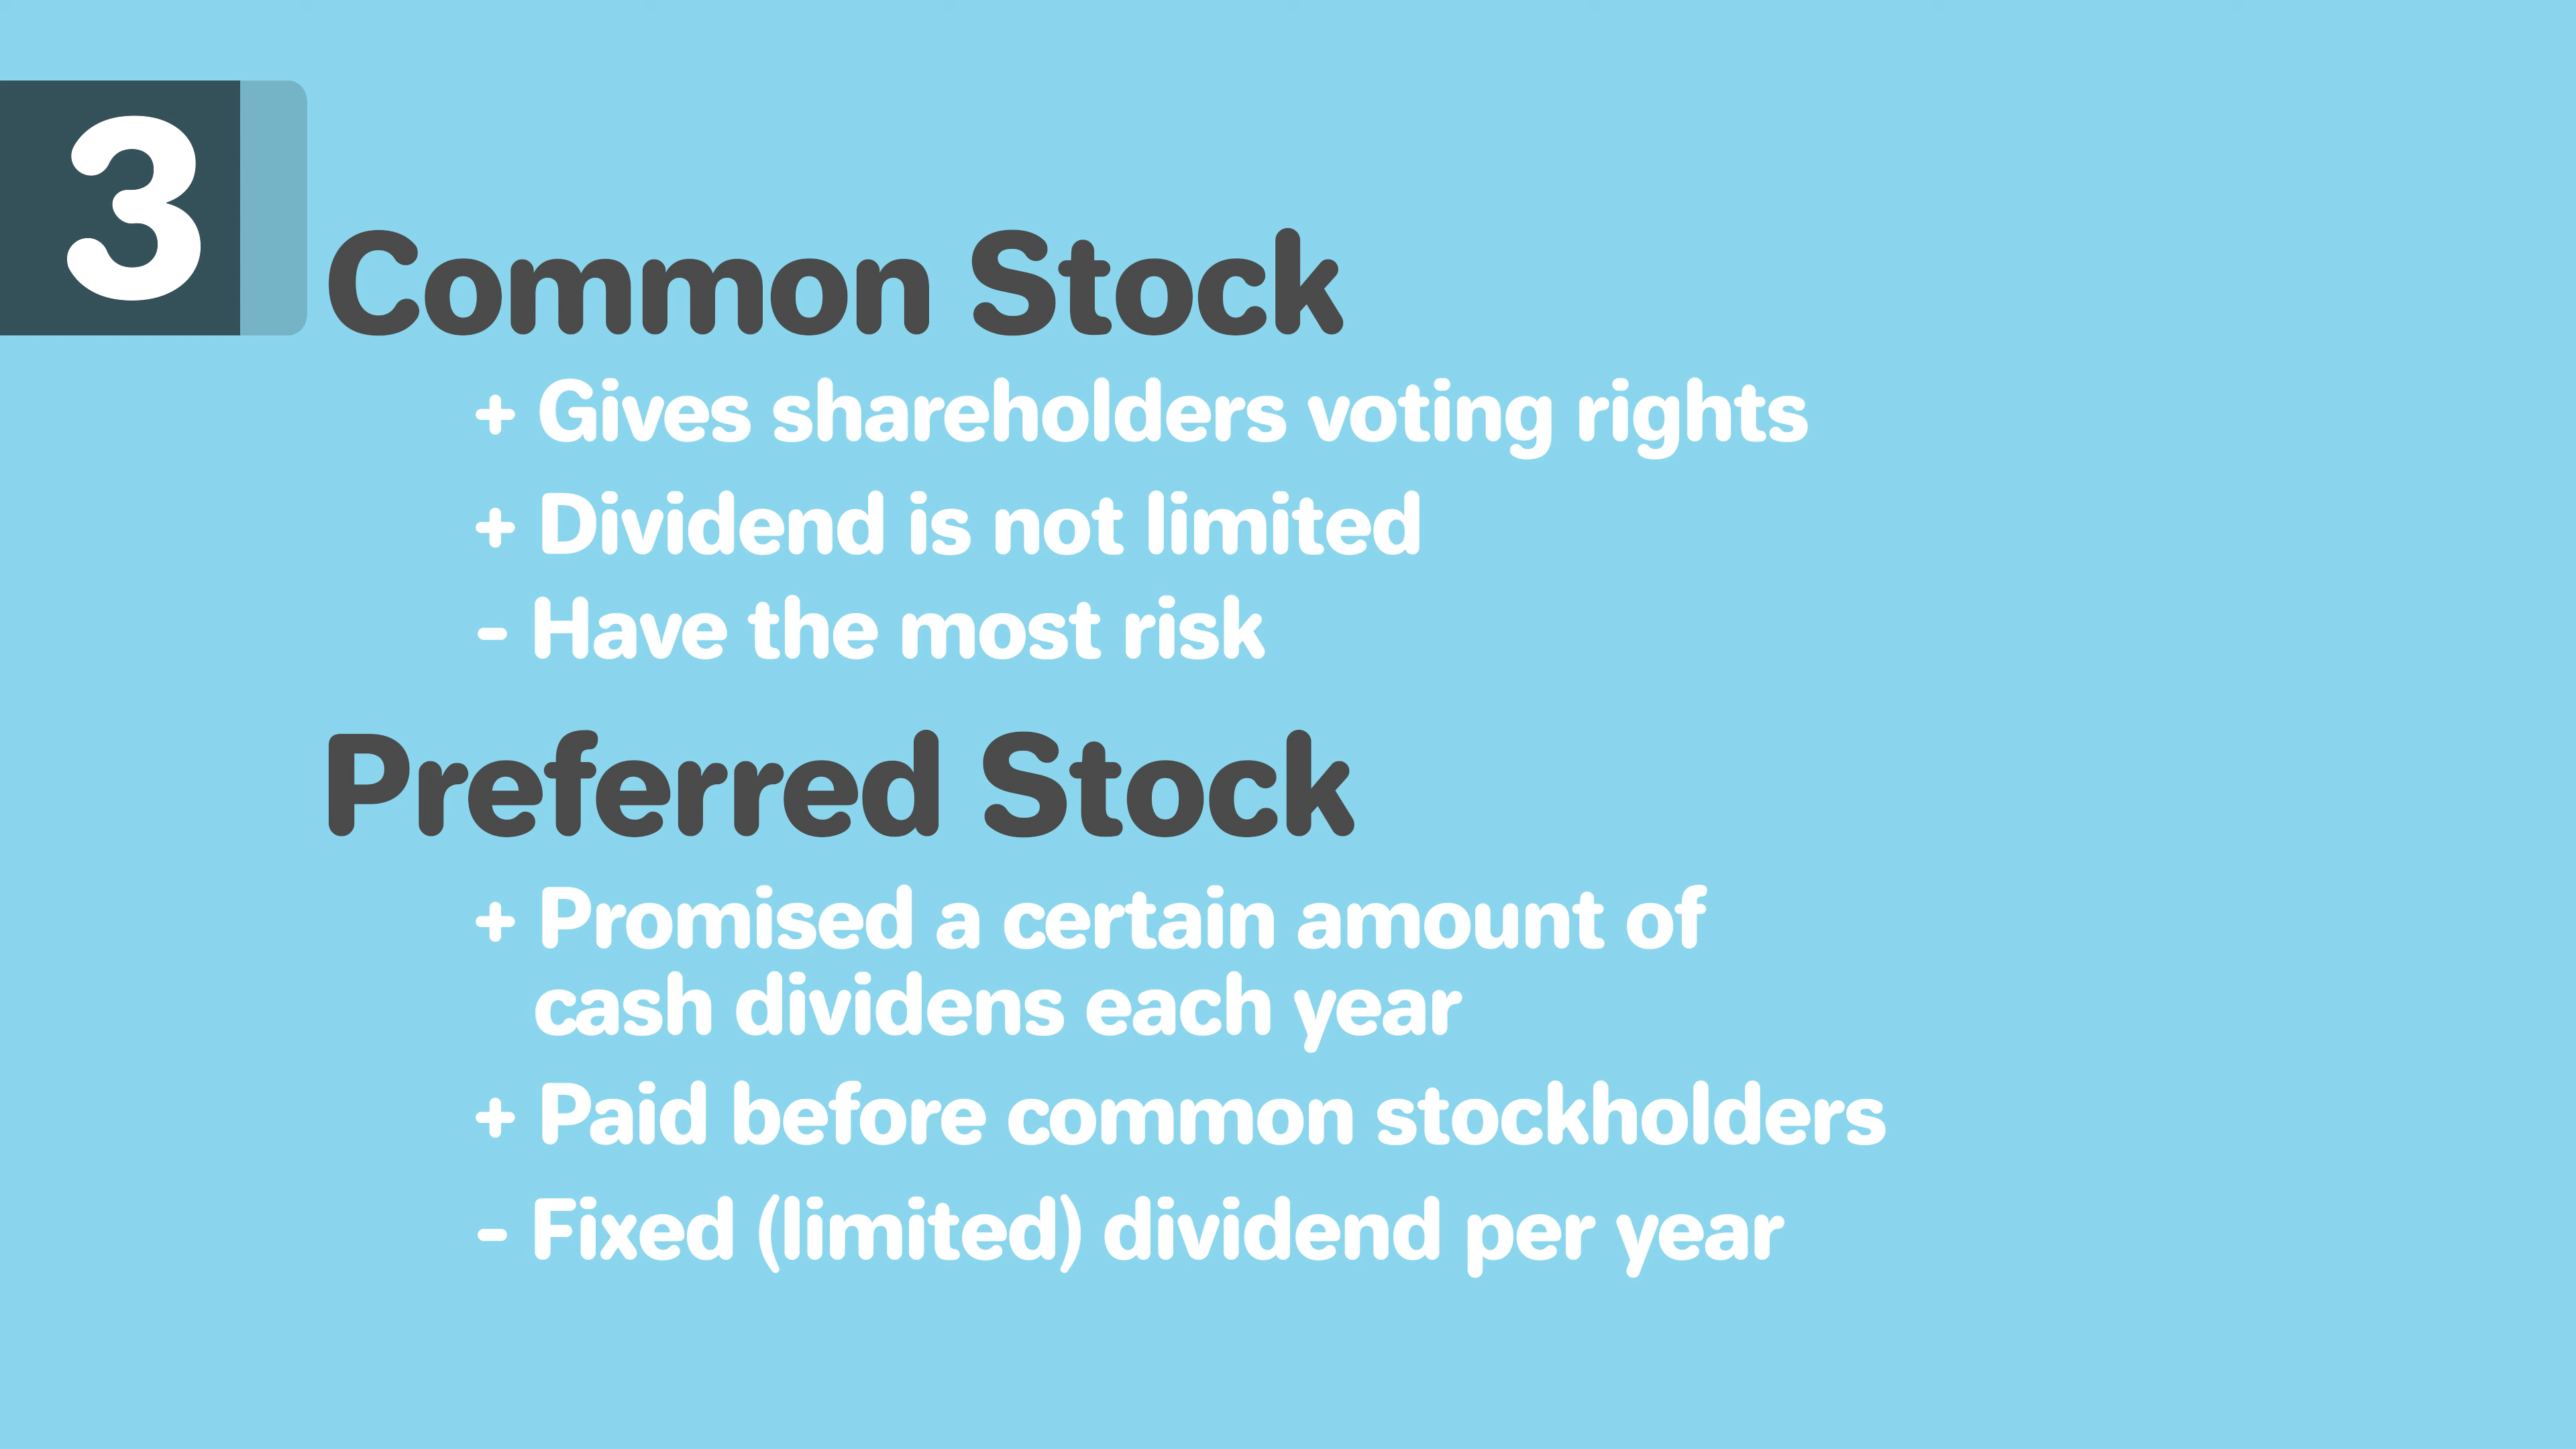 3
Common Stock
+ Gives shareholders voting rights
+ Dividend is not limited
- Have the most risk
Preferred Stock
+ Promised a certain amount of
cash dividens each year
+ Paid before common stockholders
- Fixed (limited) dividend per year